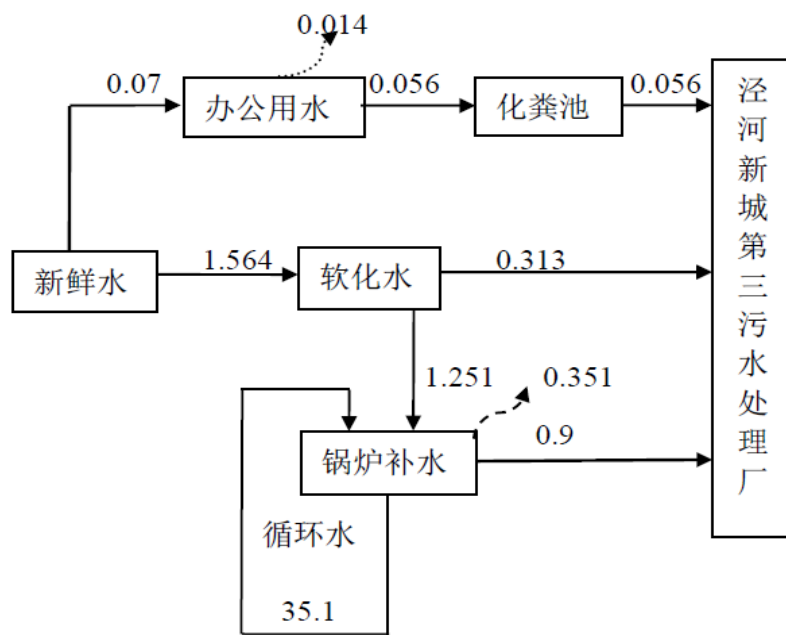 0.014
0.07
办公用水
0.056
化粪池
0.056
泾河新城第三污水处理厂
新鲜水
1.564
软化水
0.313
1.251
0.351
锅炉补水
0.9
循环水
35.1